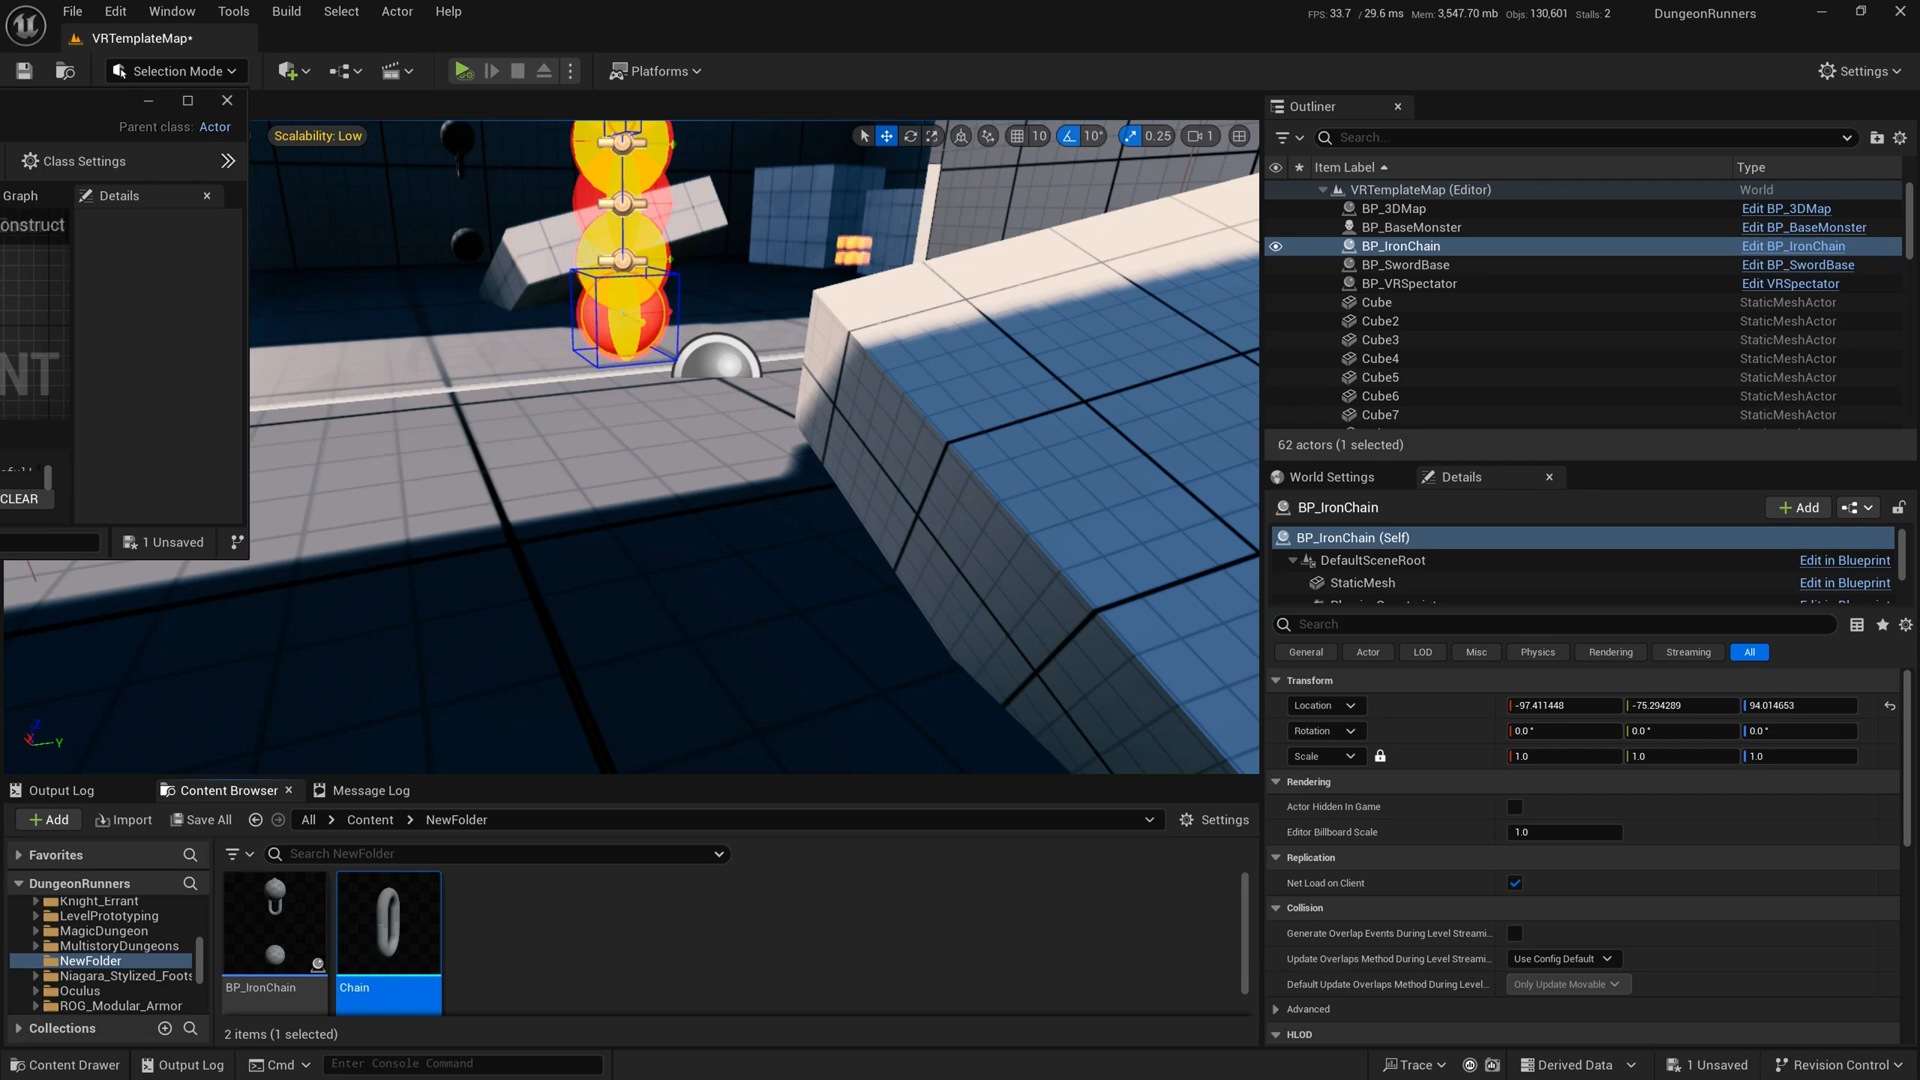 File Edit Window Tools Build Select Actor Help
FPS: 33.7 / 29.6 ms Mem: 3,547.70 mb Objs: 130,601 Stalls: 2
DungeonRunners
VRTemplateMap*
Selection Mode
Platforms
Settings
Parent class: Actor
Class Settings
Graph
Details
onstruct
NT
CLEAR
1 Unsaved
Scalability: Low
10
10°
0.25
1
Outliner
Search...
Item Label
Type
VRTemplateMap (Editor) World
BP_3DMap Edit BP_3DMap
BP_BaseMonster Edit BP_BaseMonster
BP_IronChain Edit BP_IronChain
BP_SwordBase Edit BP_SwordBase
BP_VRSpectator Edit VRSpectator
Cube StaticMeshActor
Cube2 StaticMeshActor
Cube3 StaticMeshActor
Cube4 StaticMeshActor
Cube5 StaticMeshActor
Cube6 StaticMeshActor
Cube7 StaticMeshActor
62 actors (1 selected)
World Settings
Details
BP_IronChain
Add
BP_IronChain (Self)
DefaultSceneRoot Edit in Blueprint
StaticMesh Edit in Blueprint
Search
General Actor LOD Misc Physics Rendering Streaming All
Transform
Location -97.411448 -75.294289 94.014653
Rotation 0.0° 0.0° 0.0°
Scale 1.0 1.0 1.0
Rendering
Actor Hidden In Game
Editor Billboard Scale 1.0
Replication
Net Load on Client
Collision
Generate Overlap Events During Level Streami...
Update Overlaps Method During Level Streami... Use Config Default
Default Update Overlaps Method During Level... Only Update Movable
Advanced
HLOD
Z
X
Y
Output Log
Content Browser
Message Log
Add
Import
Save All
All > Content > NewFolder
Settings
Favorites
DungeonRunners
Knight_Errant
LevelPrototyping
MagicDungeon
MultistoryDungeons
NewFolder
Niagara_Stylized_Foots
Oculus
ROG_Modular_Armor
Collections
Search NewFolder
BP_IronChain
Chain
2 items (1 selected)
Content Drawer
Output Log
Cmd
Enter Console Command
Trace
Derived Data
1 Unsaved
Revision Control